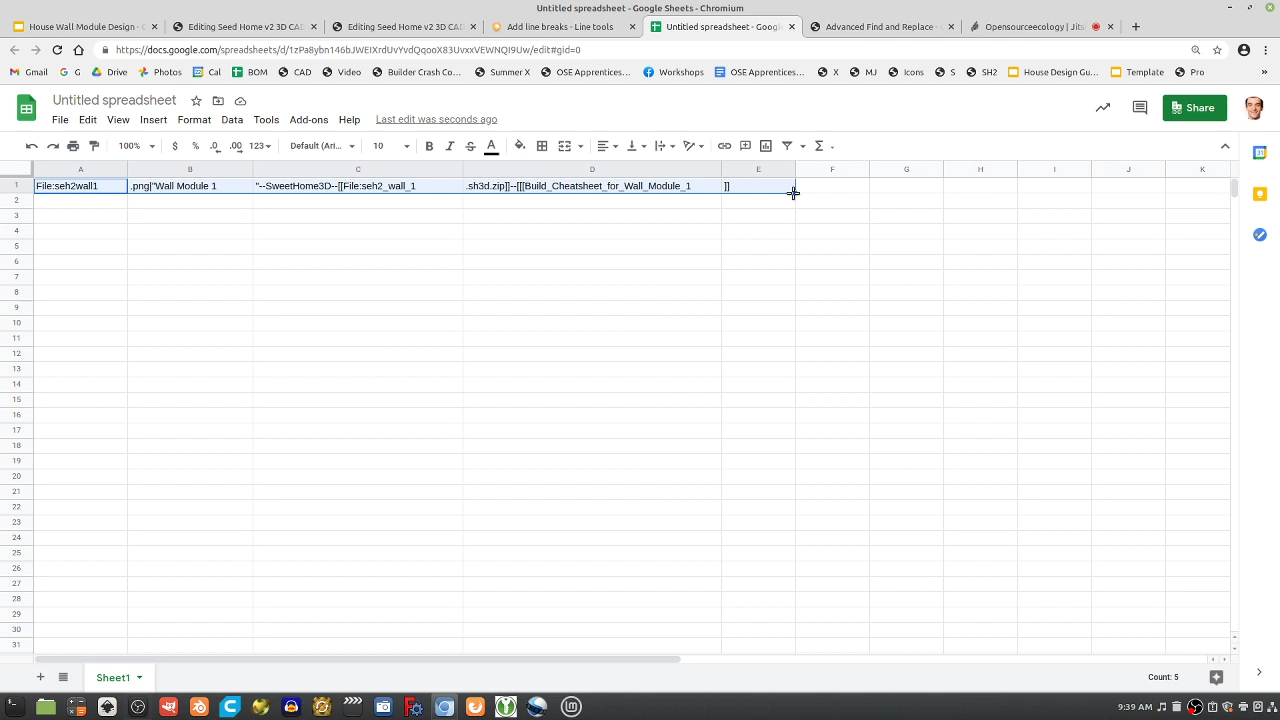 Untitled spreadsheet - Google Sheets - Chromium
House Wall Module Design - G
Editing Seed Home v2 3D CAD
Editing Seed Home v2 3D CAD
Add line breaks - Line tools
Untitled spreadsheet - Googl
Advanced Find and Replace -
Opensourceecology | Jits
https://docs.google.com/spreadsheets/d/1zPa8ybn146bJWEIXrdUvYvdQqooX83UvxxVEWNQI9Uw/edit#gid=0
Gmail
G
Drive
Photos
Cal
BOM
CAD
Video
Builder Crash Co...
Summer X
OSE Apprentices...
Workshops
OSE Apprentices...
X
MJ
Icons
S
SH2
House Design Gu...
Template
Pro
»
Untitled spreadsheet
File Edit View Insert Format Data Tools Add-ons Help Last edit was seconds ago
Share
100% $ % .0 .00 123 Default (Ari... 10 B I S A Σ
A B C D E F G H I J K
1 File:seh2wall1 .png|"Wall Module 1 "--SweetHome3D--[[File:seh2_wall_1 .sh3d.zip]]--[[[Build_Cheatsheet_for_Wall_Module_1 ]]
2
3
4
5
6
7
8
9
10
11
12
13
14
15
16
17
18
19
20
21
22
23
24
25
26
27
28
29
30
31
Sheet1
Count: 5
9:39 AM